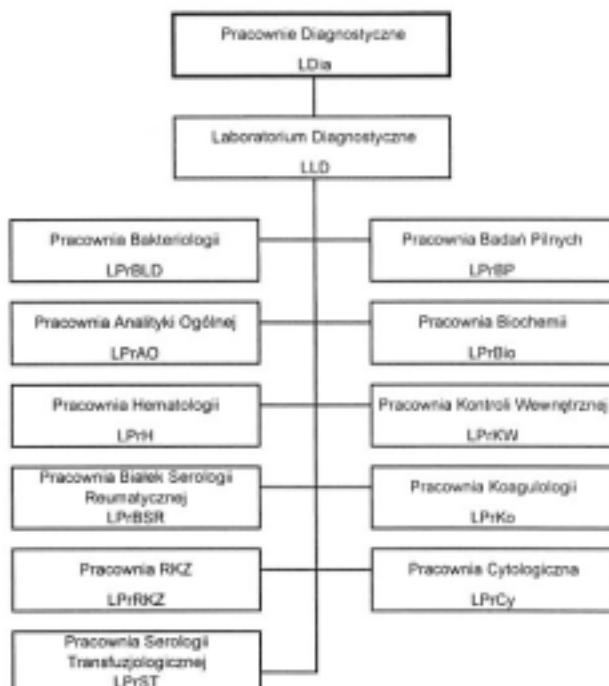 Pracownie Diagnostyczne
LDia
Laboratorium Diagnostyczne
LLD
Pracownia Bakteriologii
LPrBLD
Pracownia Badań Pilnych
LPrBP
Pracownia Analityki Ogólnej
LPrAO
Pracownia Biochemii
LPrBio
Pracownia Hematologii
LPrH
Pracownia Kontroli Wewnętrznej
LPrKW
Pracownia Białek Serologii
Reumatycznej
LPrBSR
Pracownia Koagulologii
LPrKo
Pracownia RKZ
LPrRKZ
Pracownia Cytologiczna
LPrCy
Pracownia Serologii
Transfuzjologicznej
LPrST